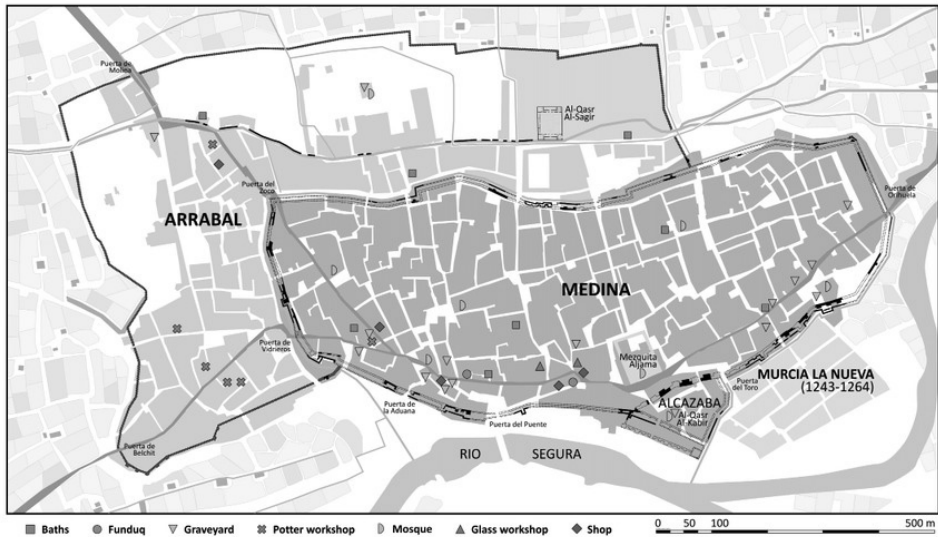 Puerta de
Molina
Al-Qasr
Al-Sagir
Puerta del
Zoco
Puerta de
Orihuela
ARRABAL
MEDINA
Puerta de
Vidrieros
Mezquita
Aljama
MURCIA LA NUEVA
(1243-1264)
Puerta
del Toro
ALCAZABA
Al-Qasr
Al-Kabir
Puerta de
la Aduana
Puerta del Puente
Puerta de
Belchit
RIO SEGURA
Baths Funduq Graveyard Potter workshop Mosque Glass workshop Shop
0 50 100 500 m